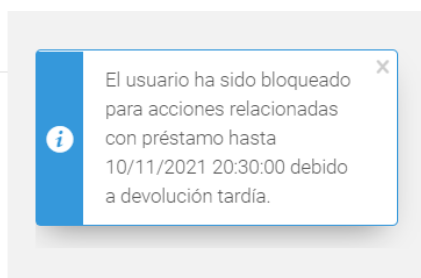 El usuario ha sido bloqueado
para acciones relacionadas
con préstamo hasta
10/11/2021 20:30:00 debido
a devolución tardía.